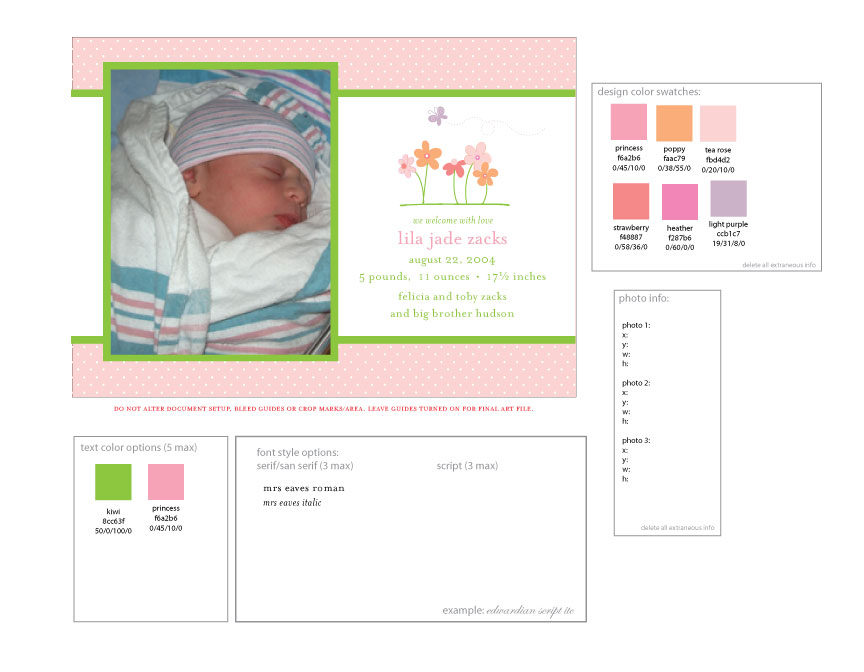 we welcome with love
lila jade zacks
august 22, 2004
5 pounds, 11 ounces • 17½ inches
felicia and toby zacks
and big brother hudson
DO NOT ALTER DOCUMENT SETUP, BLEED GUIDES OR CROP MARKS/AREA. LEAVE GUIDES TURNED ON FOR FINAL ART FILE.
design color swatches:
princess
f6a2b6
0/45/10/0
poppy
faac79
0/38/55/0
tea rose
fbd4d2
0/20/10/0
strawberry
f48887
0/58/36/0
heather
f287b6
0/60/0/0
light purple
ccb1c7
19/31/8/0
delete all extraneous info
photo info:
photo 1:
x:
y:
w:
h:
photo 2:
x:
y:
w:
h:
photo 3:
x:
y:
w:
h:
delete all extraneous info
text color options (5 max)
kiwi
8cc63f
50/0/100/0
princess
f6a2b6
0/45/10/0
font style options:
serif/san serif (3 max)
script (3 max)
mrs eaves roman
mrs eaves italic
example: edwardian script itc